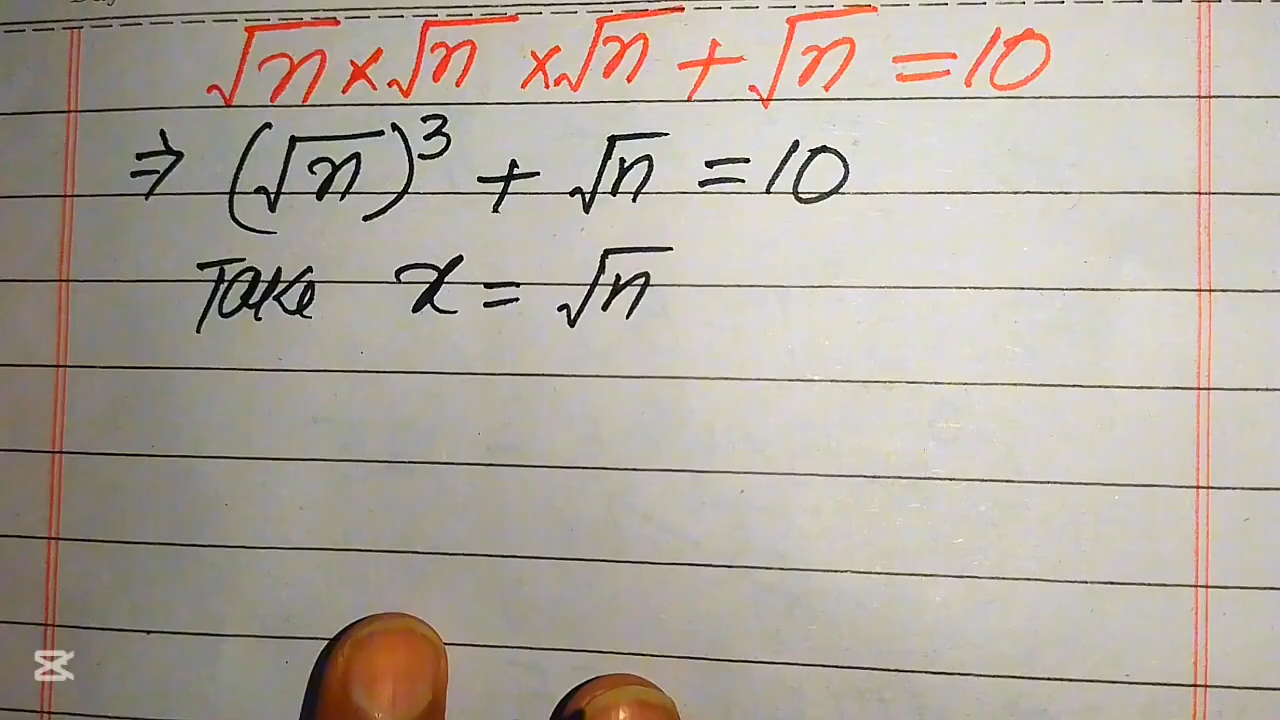 √n × √n × √n + √n = 10
⇒ (√n)³ + √n = 10
Take x = √n